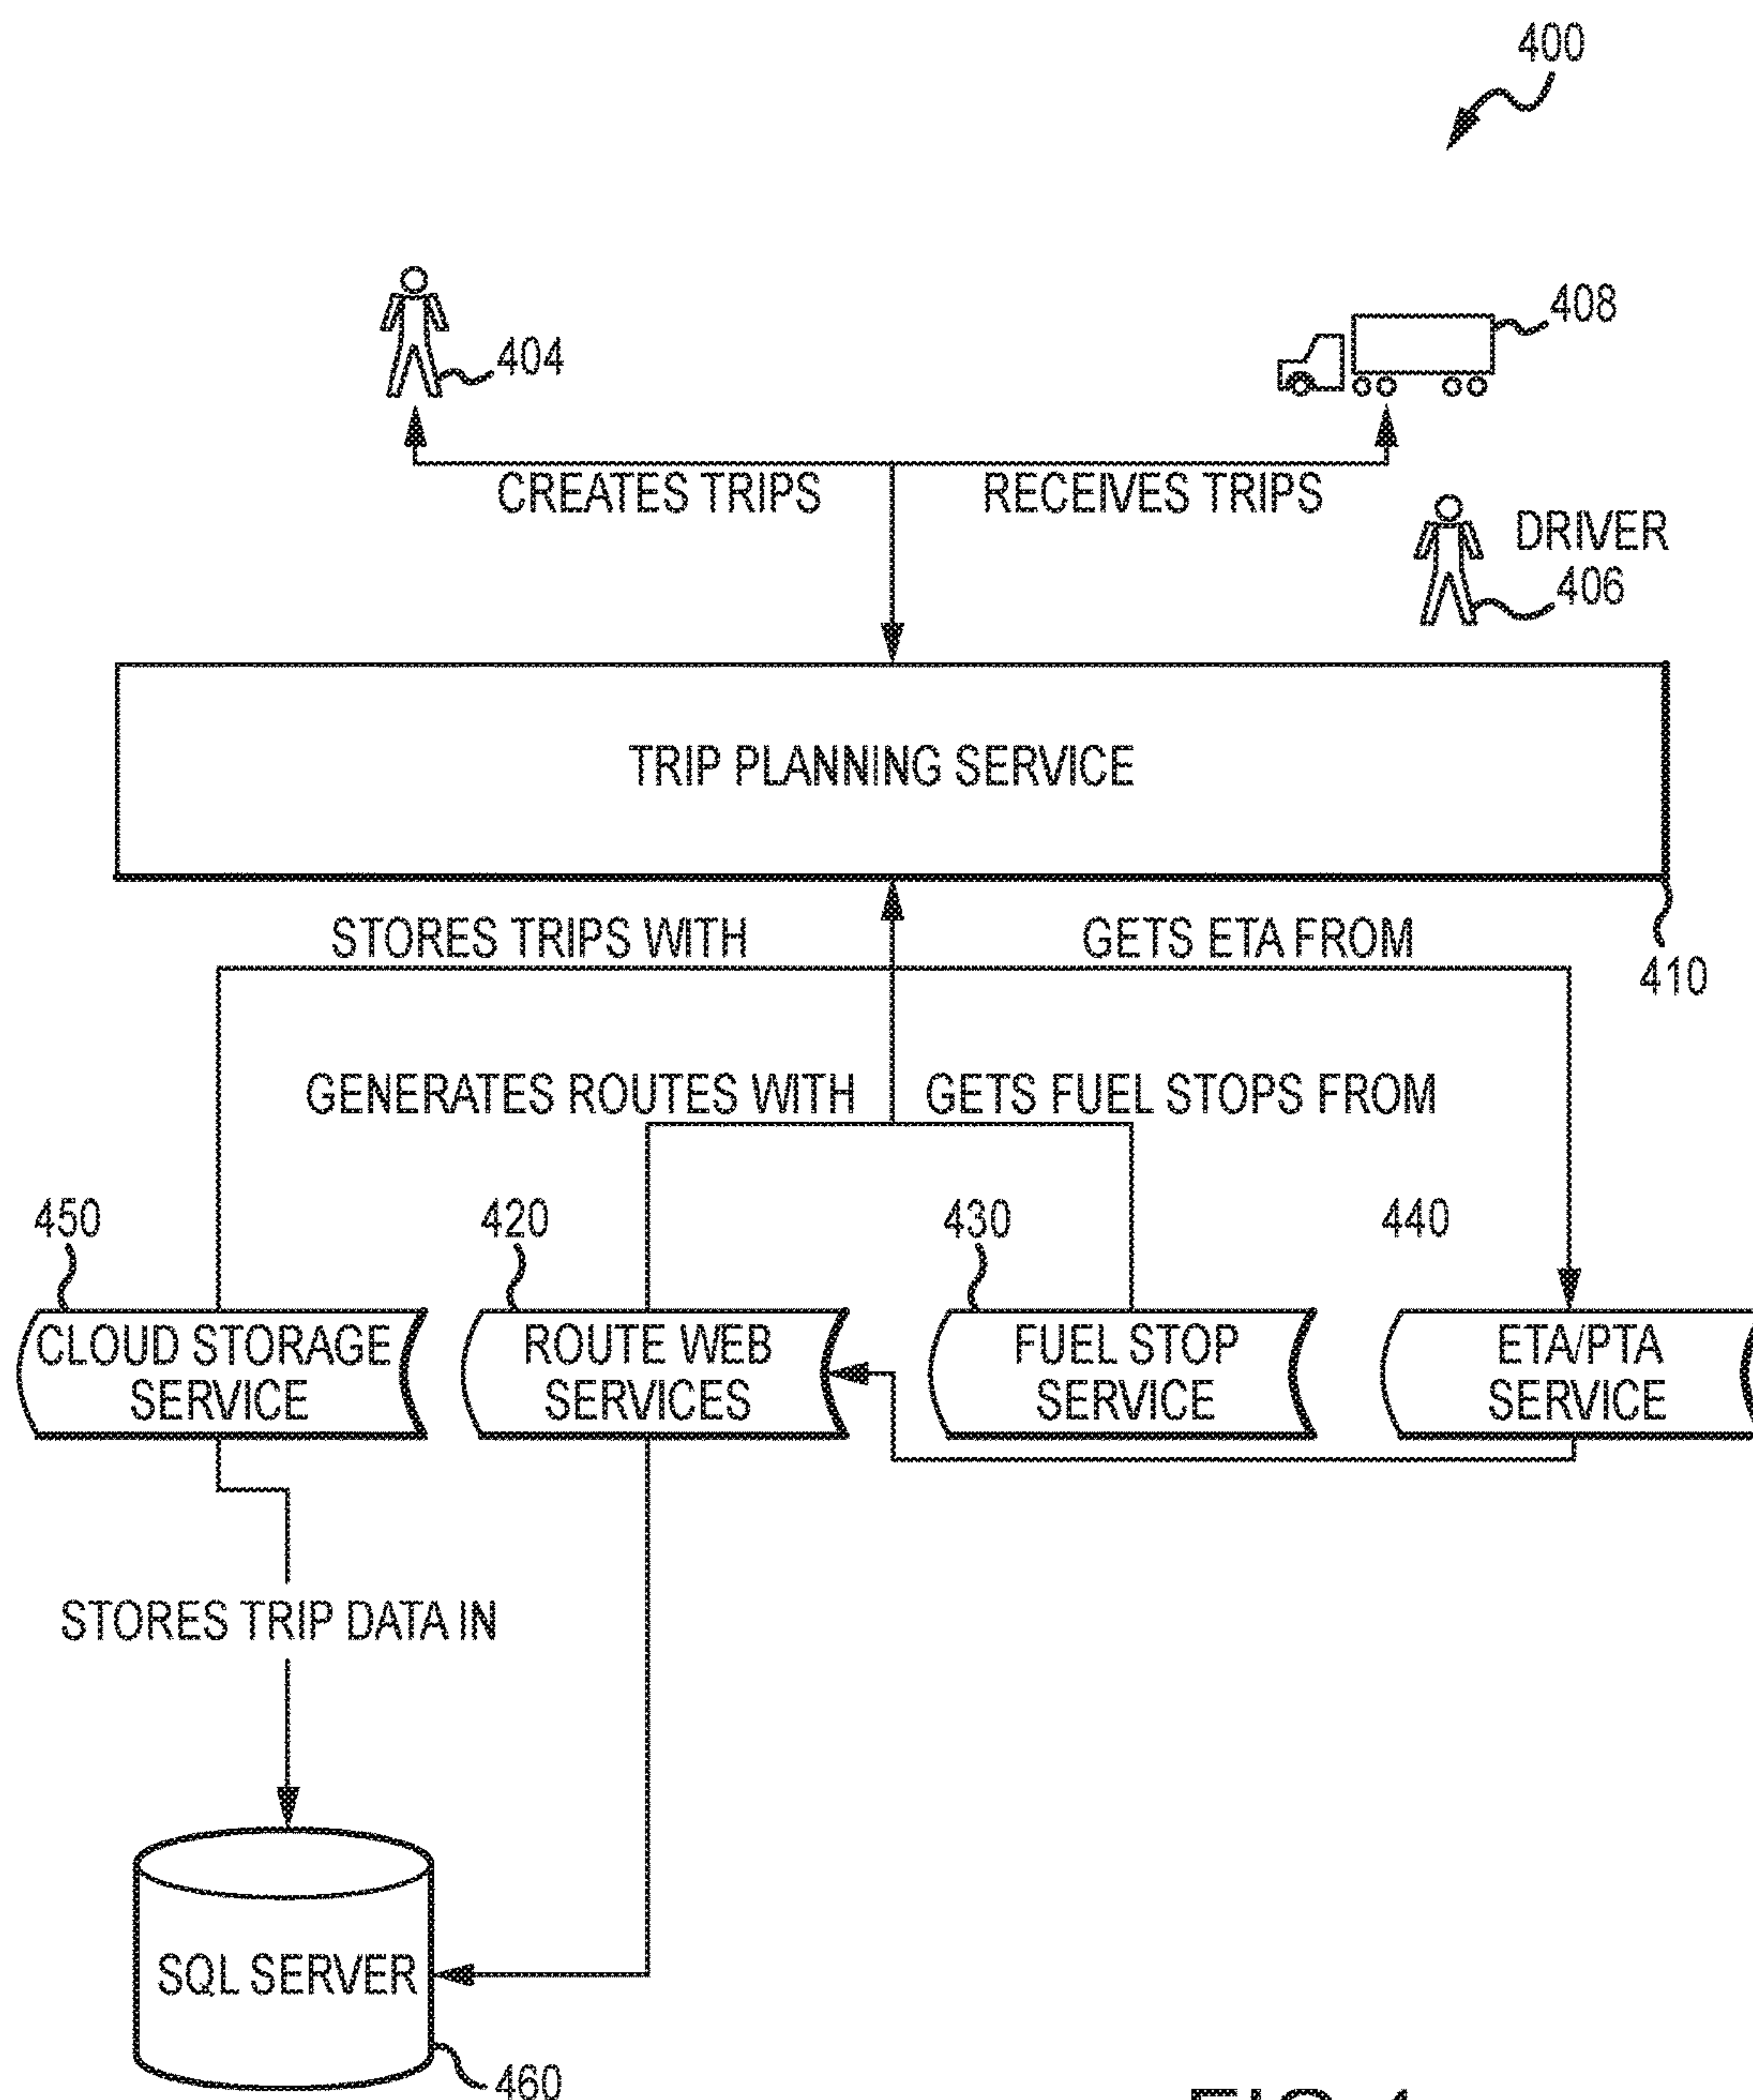 400
408
404
CREATES TRIPS
RECEIVES TRIPS
DRIVER
406
TRIP PLANNING SERVICE
STORES TRIPS WITH
GETS ETA FROM
410
GENERATES ROUTES WITH
GETS FUEL STOPS FROM
450
420
430
440
CLOUD STORAGE
SERVICE
ROUTE WEB
SERVICES
FUEL STOP
SERVICE
ETA/PTA
SERVICE
STORES TRIP DATA IN
SQL SERVER
460